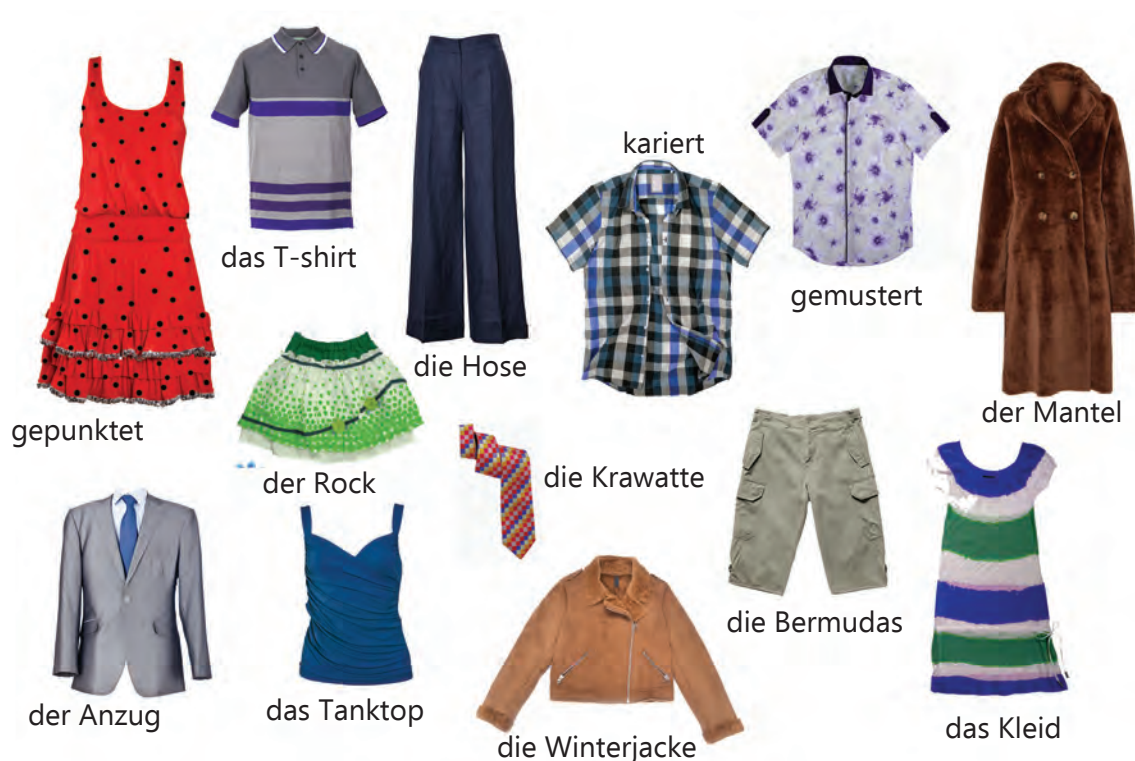 kariert
das T-shirt
gemustert
die Hose
der Mantel
gepunktet
der Rock
die Krawatte
die Bermudas
der Anzug
das Tanktop
das Kleid
die Winterjacke